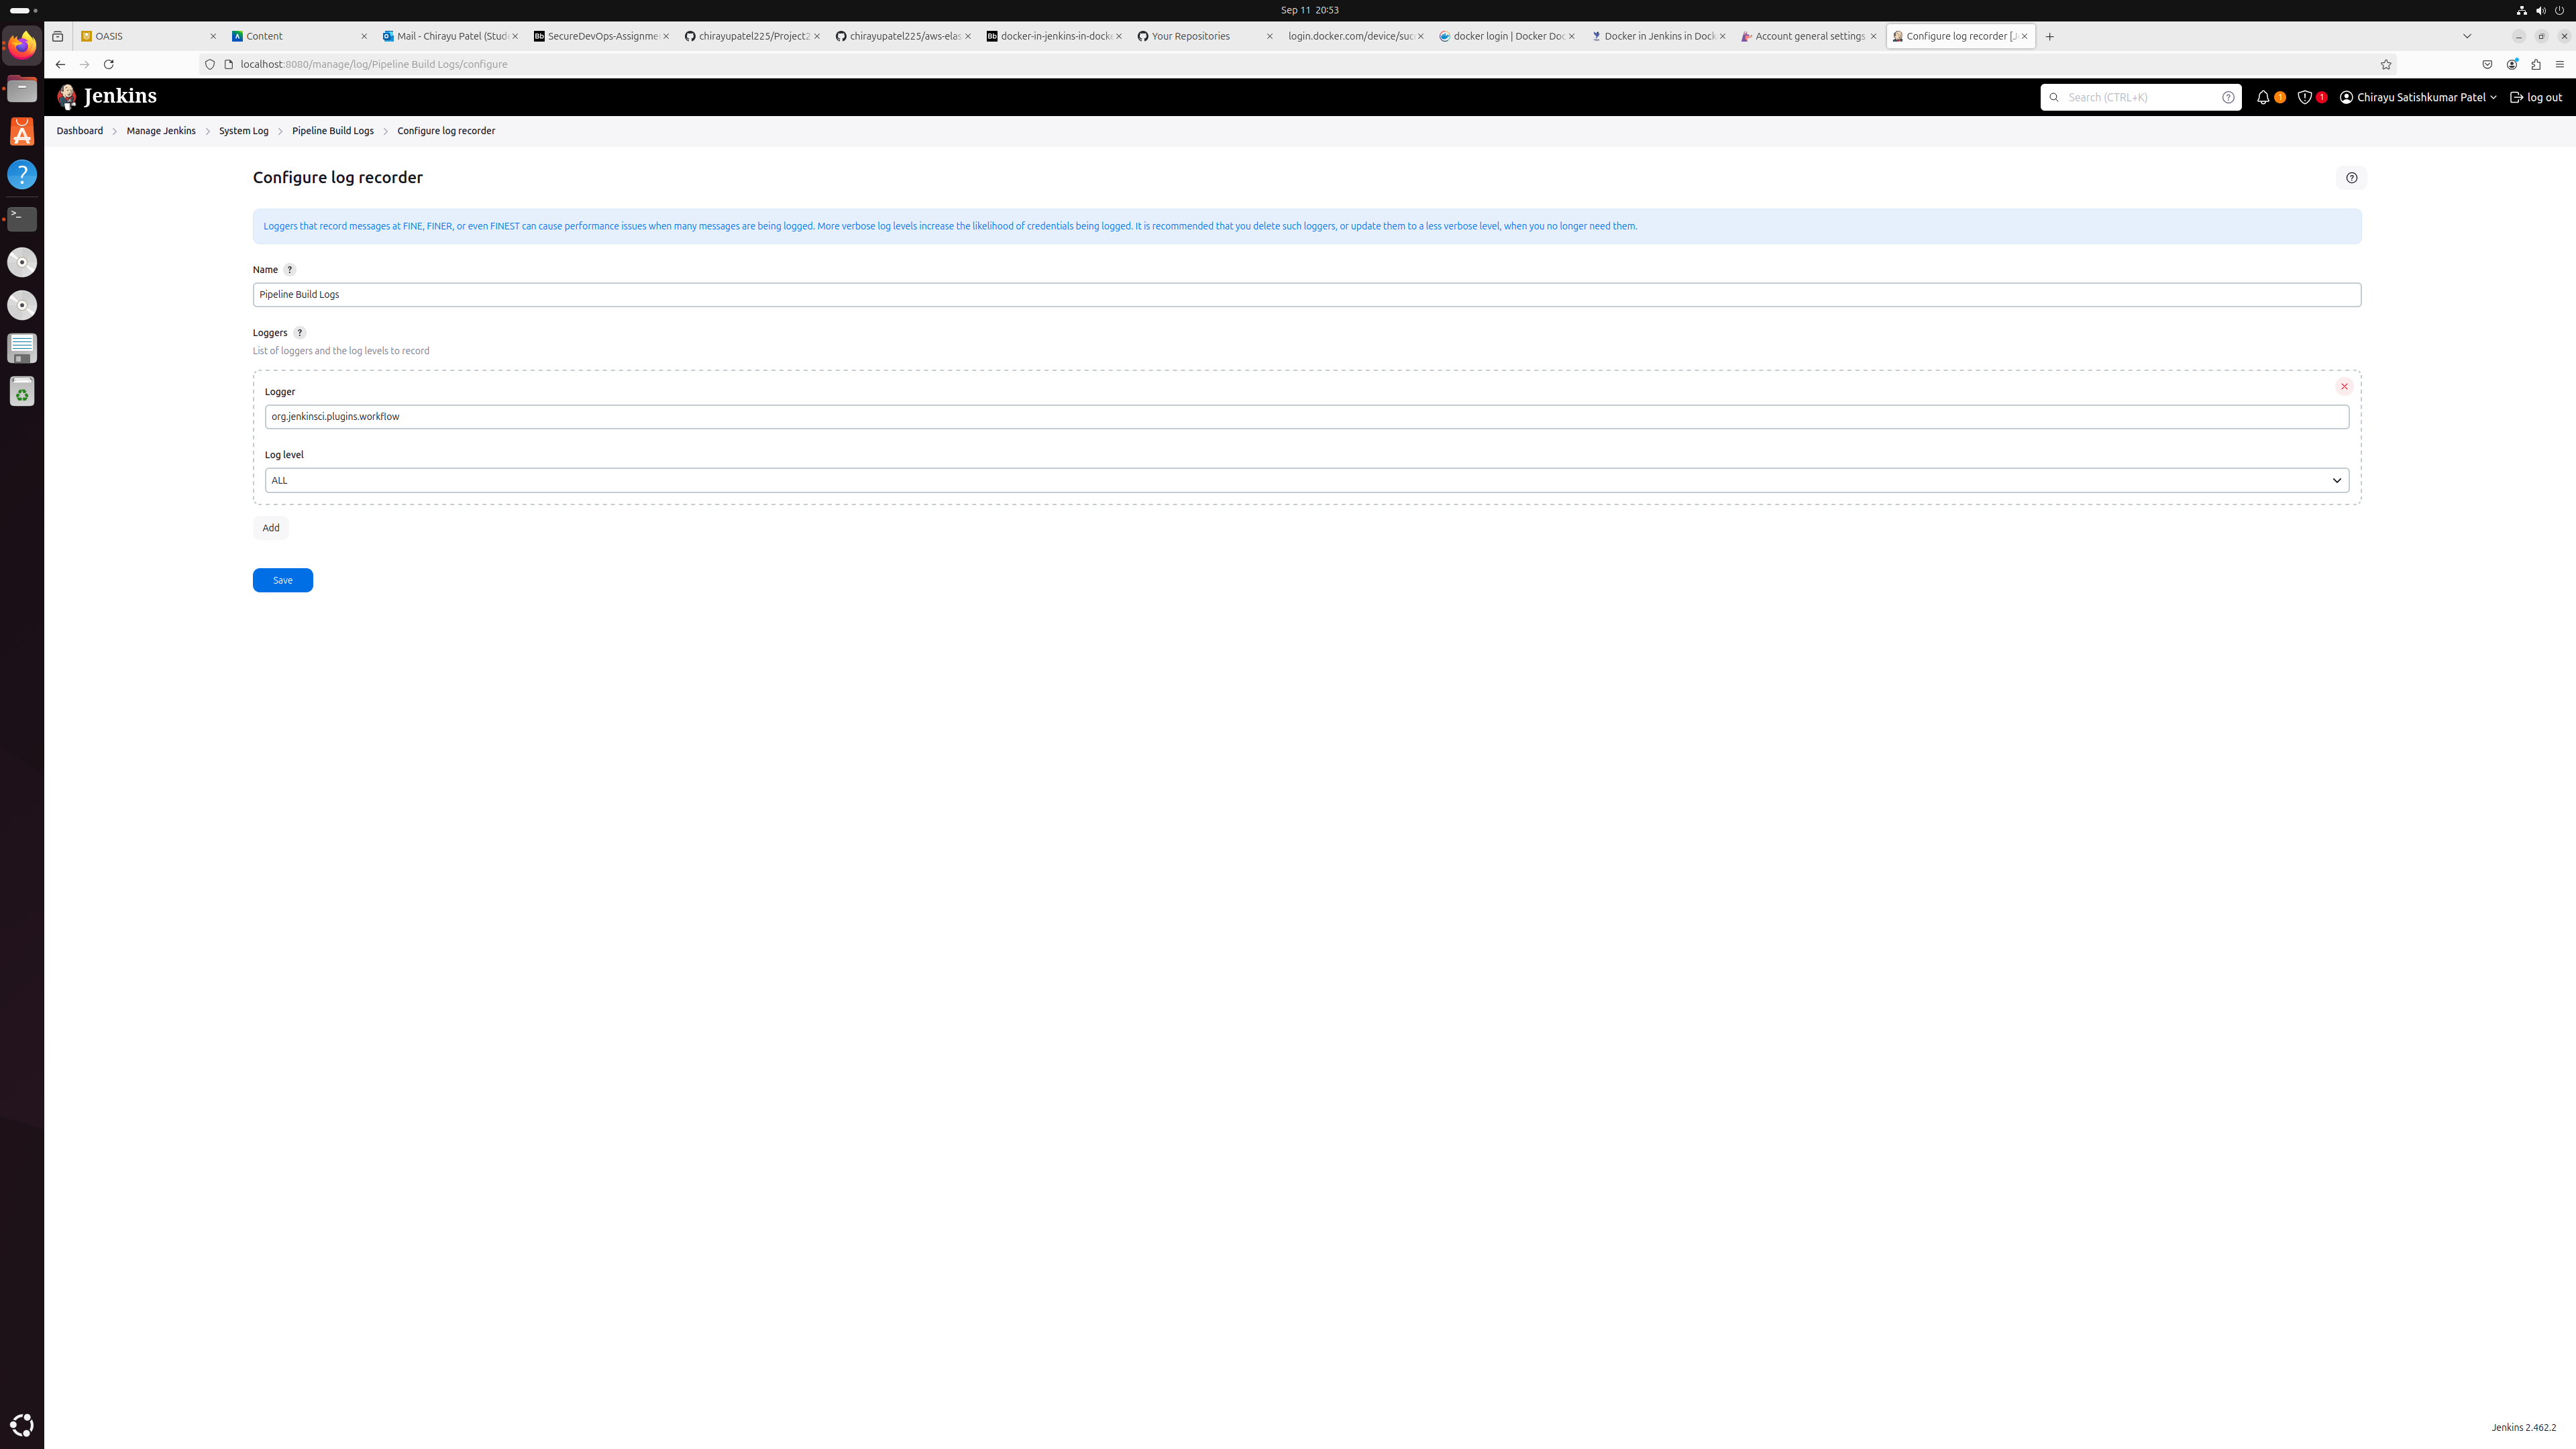 Sep 11 20:53
OASIS
Content
Mail - Chirayu Patel (Stud
SecureDevOps-Assignme
chirayupatel225/Project2
chirayupatel225/aws-elas
docker-in-jenkins-in-docke
Your Repositories
login.docker.com/device/suc
docker login | Docker Doc
Docker in Jenkins in Dock
Account general settings
Configure log recorder [J
localhost:8080/manage/log/Pipeline Build Logs/configure
Jenkins
Search (CTRL+K)
1
1
Chirayu Satishkumar Patel
log out
Dashboard
Manage Jenkins
System Log
Pipeline Build Logs
Configure log recorder
Configure log recorder
Loggers that record messages at FINE, FINER, or even FINEST can cause performance issues when many messages are being logged. More verbose log levels increase the likelihood of credentials being logged. It is recommended that you delete such loggers, or update them to a less verbose level, when you no longer need them.
Name ?
Pipeline Build Logs
Loggers ?
List of loggers and the log levels to record
Logger
org.jenkinsci.plugins.workflow
Log level
ALL
Add
Save
Jenkins 2.462.2